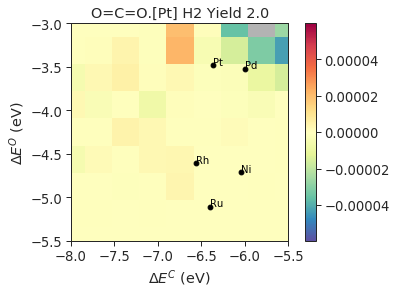 O=C=O.[Pt] H2 Yield 2.0
−3.0
−3.5
−4.0
−4.5
−5.0
−5.5
ΔE^O (eV)
Pt
Pd
Rh
Ni
Ru
−8.0 −7.5 −7.0 −6.5 −6.0 −5.5
ΔE^C (eV)
0.00004
0.00002
0.00000
−0.00002
−0.00004